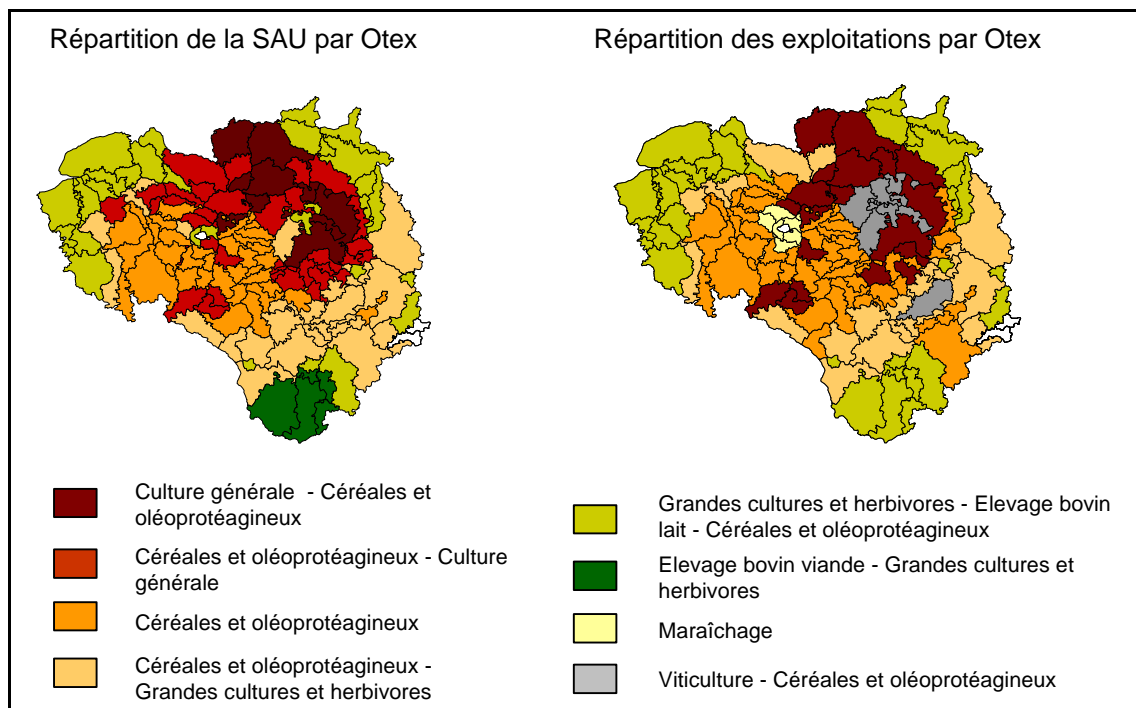 Répartition de la SAU par Otex
Répartition des exploitations par Otex
Culture générale - Céréales et
oléoprotéagineux
Céréales et oléoprotéagineux - Culture
générale
Céréales et oléoprotéagineux
Céréales et oléoprotéagineux -
Grandes cultures et herbivores
Grandes cultures et herbivores - Elevage bovin
lait - Céréales et oléoprotéagineux
Elevage bovin viande - Grandes cultures et
herbivores
Maraîchage
Viticulture - Céréales et oléoprotéagineux